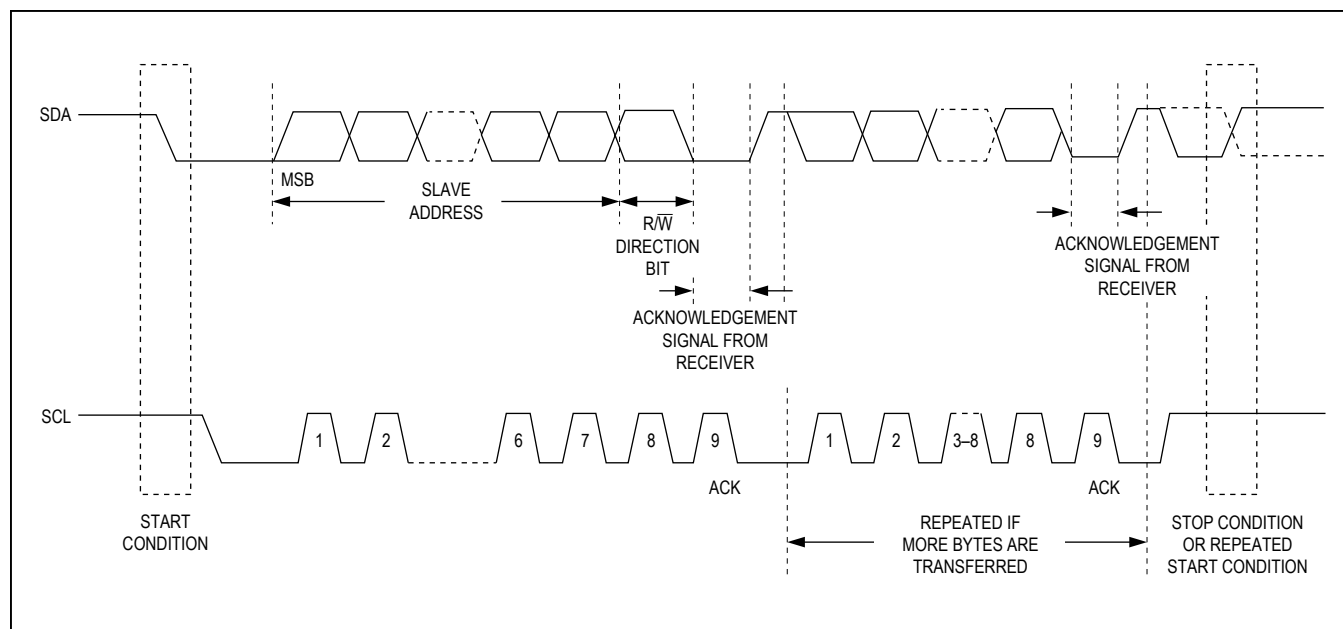 SDA
MSB
SLAVE
ADDRESS
R/W̅
DIRECTION
BIT
ACKNOWLEDGEMENT
SIGNAL FROM
RECEIVER
ACKNOWLEDGEMENT
SIGNAL FROM
RECEIVER
SCL
1
2
6
7
8
9
1
2
3–8
8
9
ACK
ACK
START
CONDITION
REPEATED IF
MORE BYTES ARE
TRANSFERRED
STOP CONDITION
OR REPEATED
START CONDITION